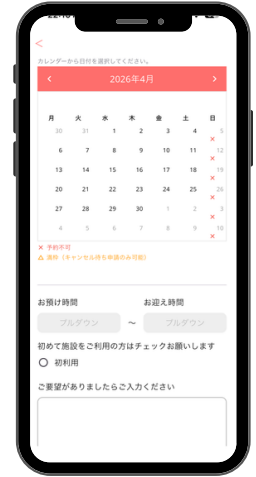 カレンダーから日付を選択してください。
< 2026年4月 >
月 火 水 木 金 土 日
30 31 1 2 3 4 5
× 
6 7 8 9 10 11 12
×
13 14 15 16 17 18 19
×
20 21 22 23 24 25 26
×
27 28 29 30 1 2 3
×
4 5 6 7 8 9 10
×
× 予約不可
△ 満枠（キャンセル待ち申請のみ可能）
お預け時間 お迎え時間
プルダウン ～ プルダウン
初めて施設をご利用の方はチェックお願いします
初利用
ご要望がありましたらご入力ください